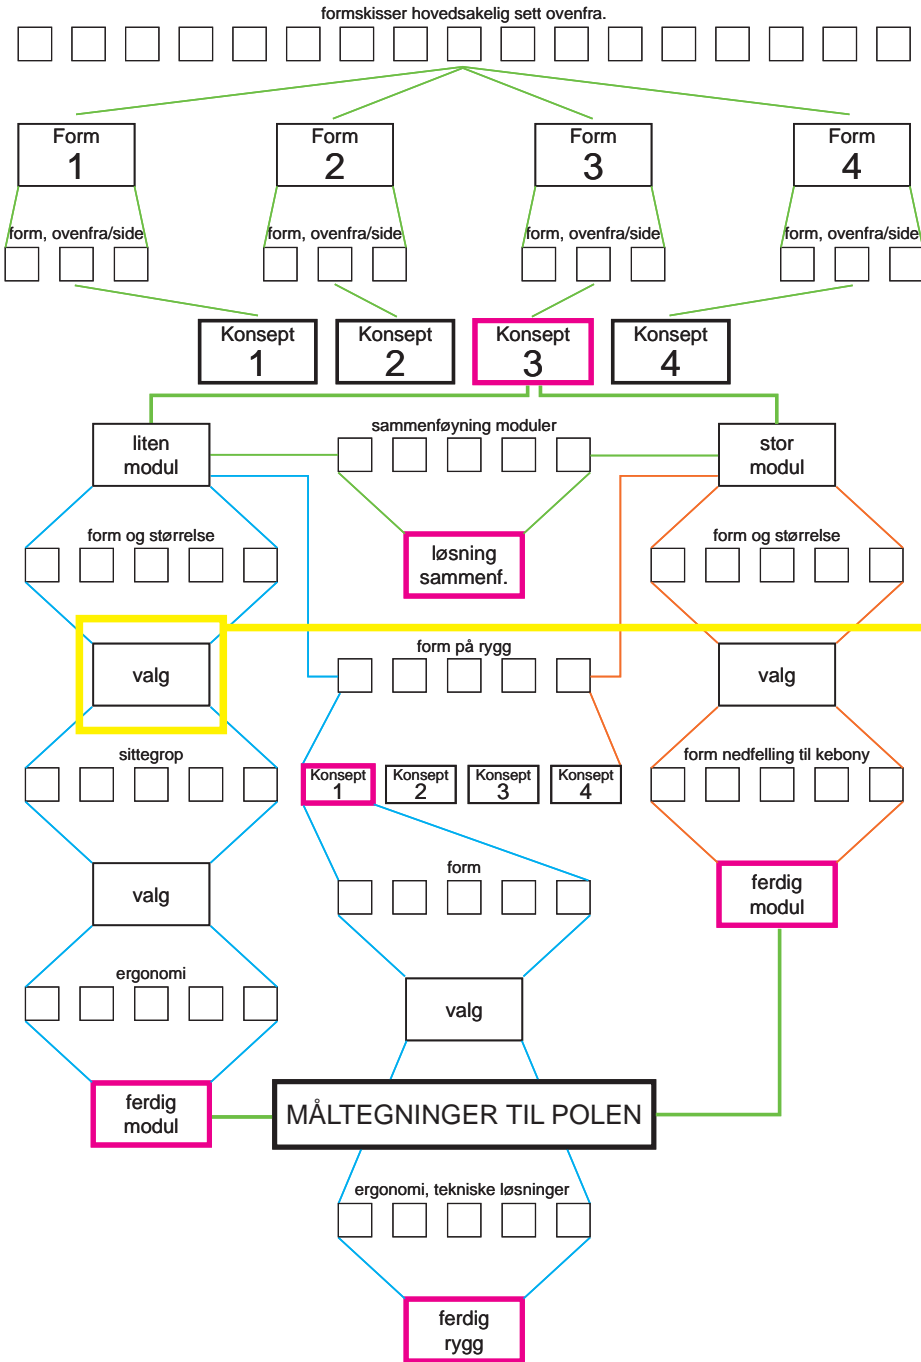 formskisser hovedsakelig sett ovenfra.
Form
1
Form
2
Form
3
Form
4
form, ovenfra/side
form, ovenfra/side
form, ovenfra/side
form, ovenfra/side
Konsept
1
Konsept
2
Konsept
3
Konsept
4
liten
modul
sammenføyning moduler
stor
modul
form og størrelse
løsning
sammenf.
form og størrelse
valg
form på rygg
valg
sittegrop
Konsept
1
Konsept
2
Konsept
3
Konsept
4
form nedfelling til kebony
valg
form
ferdig
modul
ergonomi
valg
ferdig
modul
MÅLTEGNINGER TIL POLEN
ergonomi, tekniske løsninger
ferdig
rygg